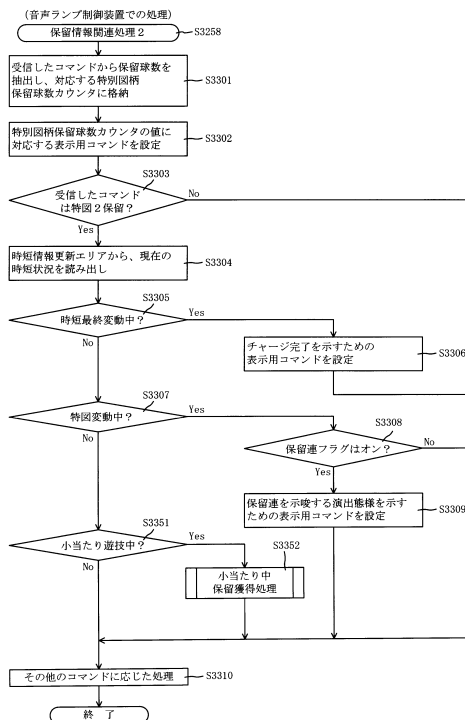 (音声ランプ制御装置での処理)
保留情報関連処理２
S3258
受信したコマンドから保留球数を
抽出し、対応する特別図柄
保留球数カウンタに格納
S3301
特別図柄保留球数カウンタの値に
対応する表示用コマンドを設定
S3302
S3303
受信したコマンド
は特図２保留？
No
Yes
時短情報更新エリアから、現在の
時短状況を読み出し
S3304
S3305
時短最終変動中？
Yes
No
チャージ完了を示すための
表示用コマンドを設定
S3306
S3307
特図変動中？
Yes
No
S3308
保留連フラグはオン？
No
Yes
保留連を示唆する演出態様を示す
ための表示用コマンドを設定
S3309
S3351
小当たり遊技中？
Yes
No
S3352
小当たり中
保留獲得処理
その他のコマンドに応じた処理
S3310
終 了